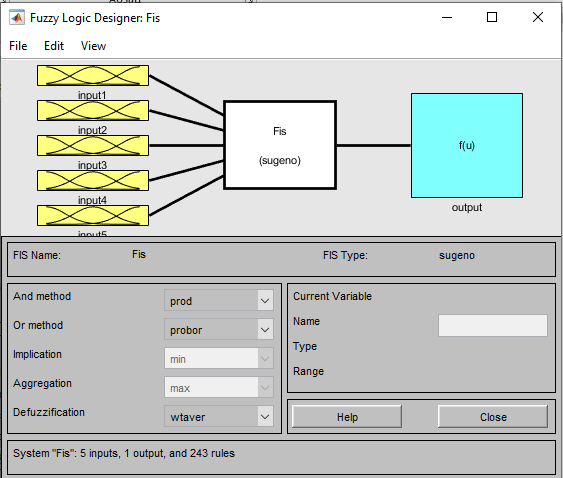 Fuzzy Logic Designer: Fis
File Edit View
input1
input2
input3
input4
input5
Fis
(sugeno)
f(u)
output
FIS Name: Fis FIS Type: sugeno
And method prod
Or method probor
Implication min
Aggregation max
Defuzzification wtaver
Current Variable
Name
Type
Range
Help Close
System "Fis": 5 inputs, 1 output, and 243 rules